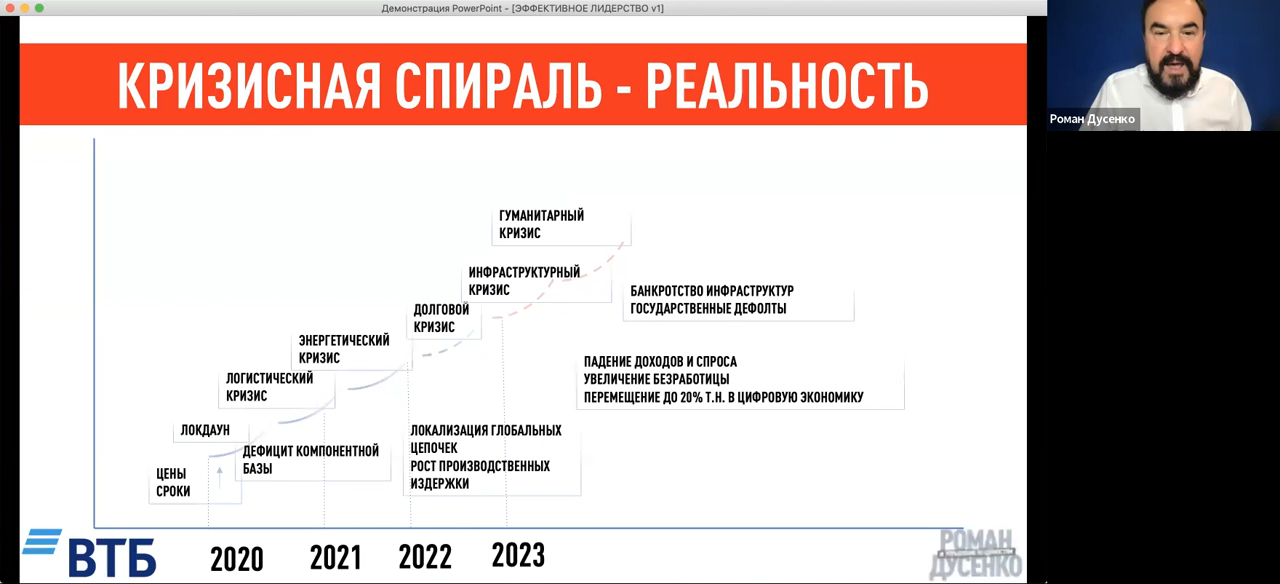 Демонстрация PowerPoint - [ЭФФЕКТИВНОЕ ЛИДЕРСТВО v1]
КРИЗИСНАЯ СПИРАЛЬ - РЕАЛЬНОСТЬ
Роман Дусенко
ГУМАНИТАРНЫЙ
КРИЗИС
ИНФРАСТРУКТУРНЫЙ
КРИЗИС
БАНКРОТСТВО ИНФРАСТРУКТУР
ГОСУДАРСТВЕННЫЕ ДЕФОЛТЫ
ДОЛГОВОЙ
КРИЗИС
ЭНЕРГЕТИЧЕСКИЙ
КРИЗИС
ПАДЕНИЕ ДОХОДОВ И СПРОСА
УВЕЛИЧЕНИЕ БЕЗРАБОТИЦЫ
ПЕРЕМЕЩЕНИЕ ДО 20% Т.Н. В ЦИФРОВУЮ ЭКОНОМИКУ
ЛОГИСТИЧЕСКИЙ
КРИЗИС
ЛОКДАУН
ДЕФИЦИТ КОМПОНЕНТНОЙ
БАЗЫ
ЛОКАЛИЗАЦИЯ ГЛОБАЛЬНЫХ
ЦЕПОЧЕК
РОСТ ПРОИЗВОДСТВЕННЫХ
ИЗДЕРЖКИ
ЦЕНЫ
СРОКИ
ВТБ
2020 2021 2022 2023
РОМАН
ДУСЕНКО